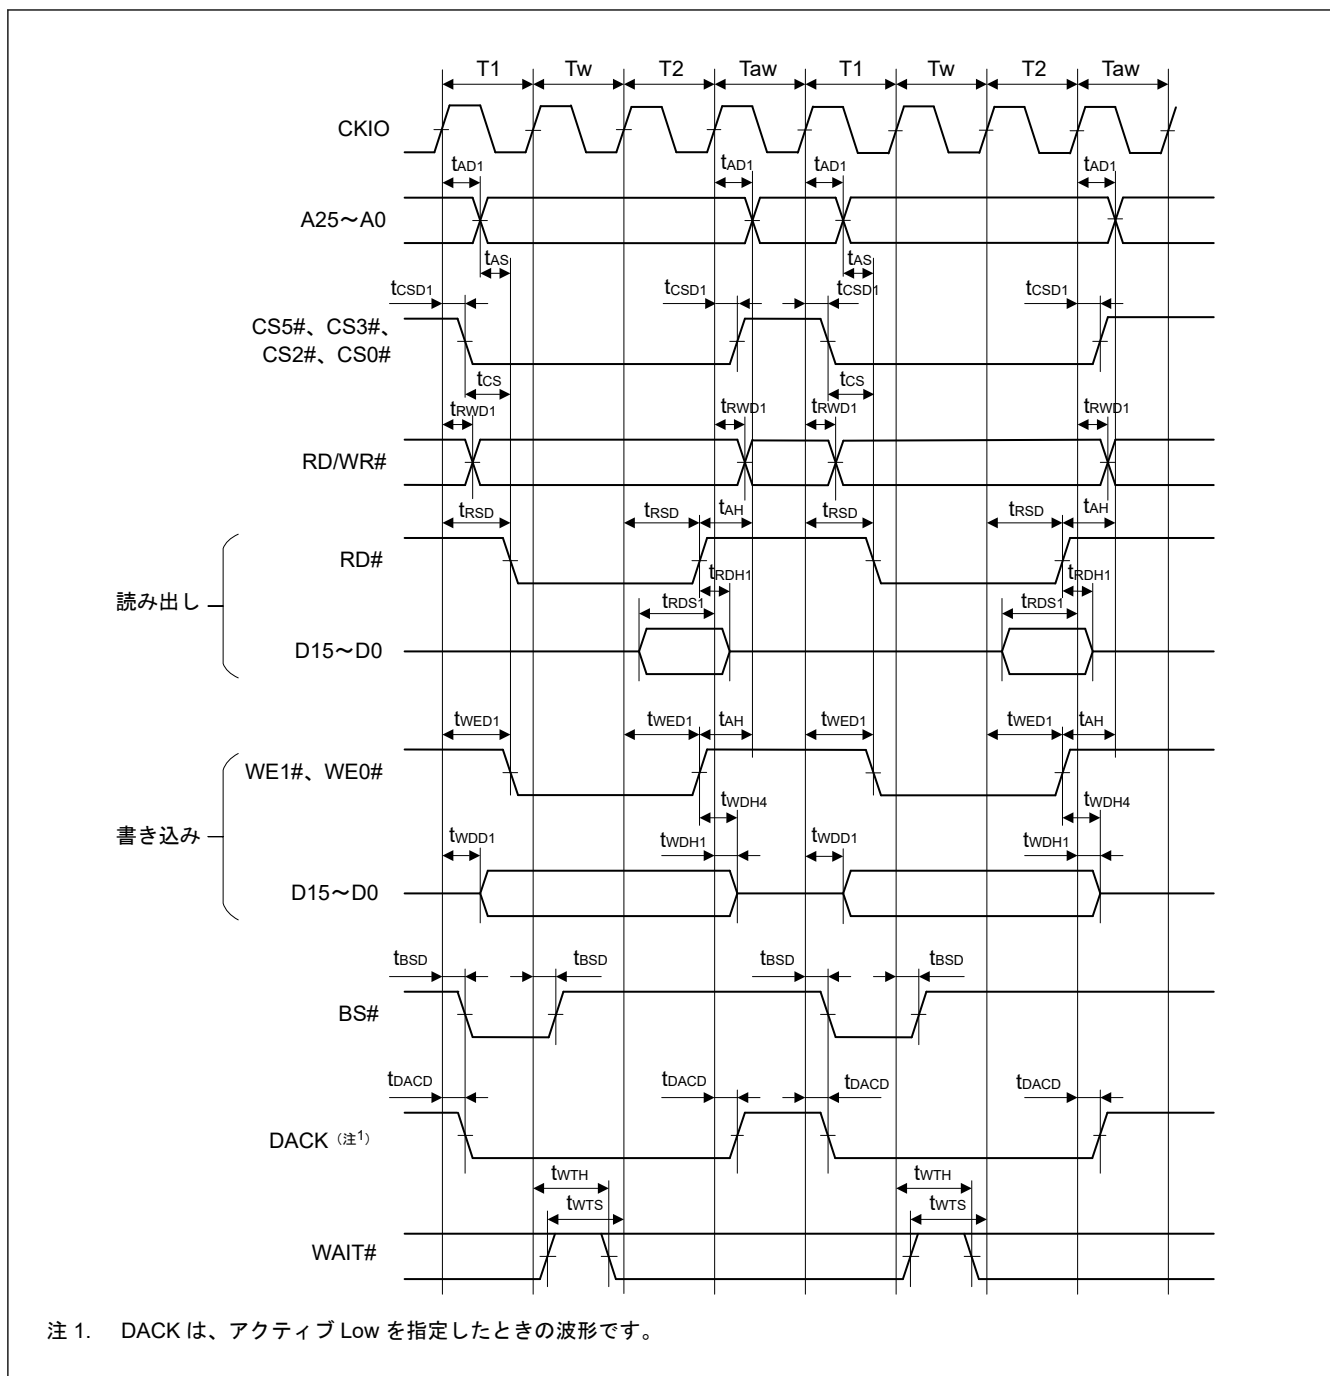 T1 Tw T2 Taw T1 Tw T2 Taw
CKIO
tAD1 tAD1 tAD1 tAD1
A25～A0
tAS tAS
tCSD1 tCSD1 tCSD1 tCSD1
CS5#、CS3#、
CS2#、CS0#
tCS tCS
tRWD1 tRWD1 tRWD1 tRWD1
RD/WR#
tRSD tRSD tAH tRSD tRSD tAH
RD#
tRDH1 tRDH1
読み出し
tRDS1 tRDS1
D15～D0
tWED1 tWED1 tAH tWED1 tWED1 tAH
WE1#、WE0#
tWDH4 tWDH4
書き込み
tWDD1 tWDH1 tWDD1 tWDH1
D15～D0
tBSD tBSD tBSD tBSD
BS#
tDACD tDACD tDACD tDACD
DACK（注1）
tWTH tWTH
tWTS tWTS
WAIT#
注 1. DACK は、アクティブ Low を指定したときの波形です。